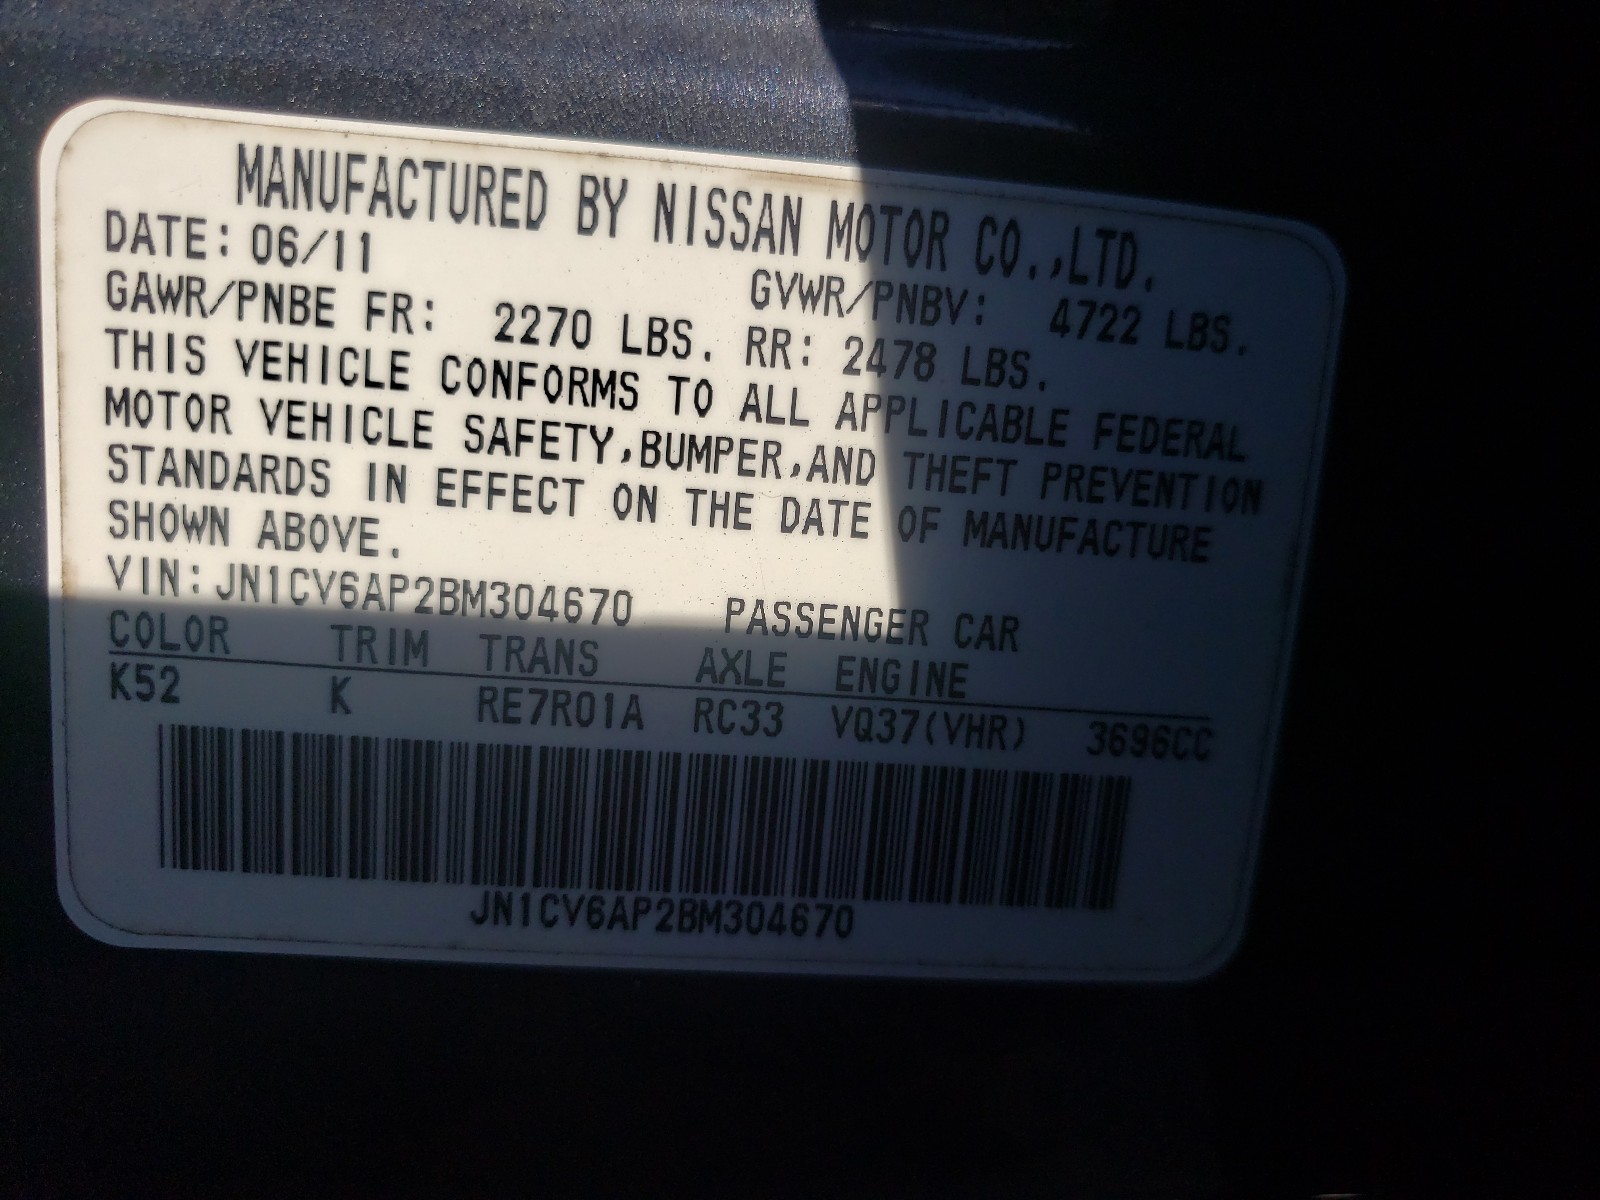 MANUFACTURED BY NISSAN MOTOR CO.,LTD.
DATE: 06/11 GVWR/PNBV: 4722 LBS.
GAWR/PNBE FR: 2270 LBS. RR: 2478 LBS.
THIS VEHICLE CONFORMS TO ALL APPLICABLE FEDERAL
MOTOR VEHICLE SAFETY,BUMPER,AND THEFT PREVENTION
STANDARDS IN EFFECT ON THE DATE OF MANUFACTURE
SHOWN ABOVE.
VIN: JN1CV6AP2BM304670 PASSENGER CAR
COLOR TRIM TRANS AXLE ENGINE
K52 K RE7R01A RC33 VQ37(VHR) 3696CC
JN1CV6AP2BM304670